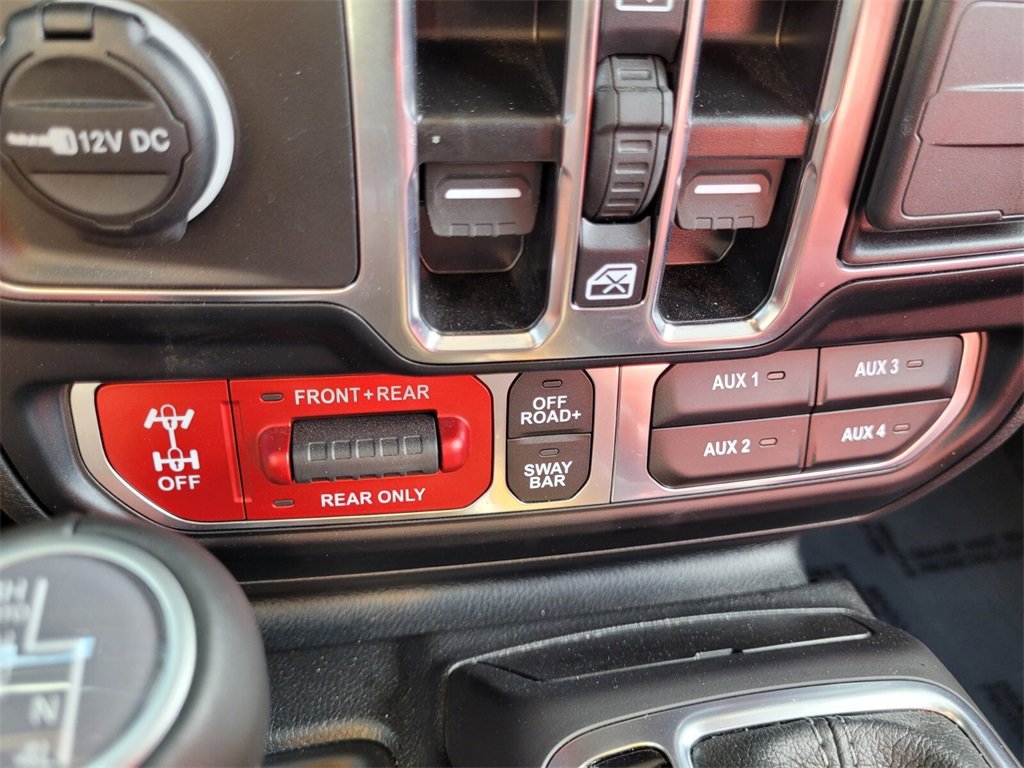 12V DC
FRONT+REAR
OFF
REAR ONLY
OFF
ROAD+
SWAY
BAR
AUX 1
AUX 3
AUX 2
AUX 4
N